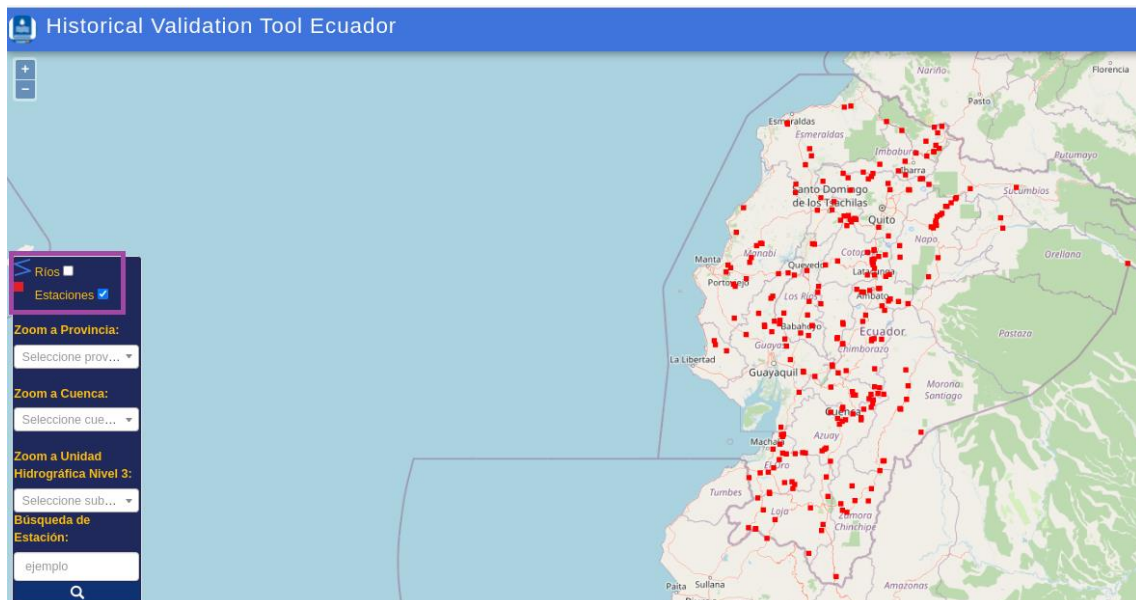 Historical Validation Tool Ecuador
+
−
Ríos
Estaciones
Zoom a Provincia:
Seleccione prov...
Zoom a Cuenca:
Seleccione cue...
Zoom a Unidad
Hidrográfica Nivel 3:
Seleccione sub...
Búsqueda de
Estación:
ejemplo
Nariño
Florencia
Pasto
Esmeraldas
Esmeraldas
Putumayo
Ibarra
Sucumbíos
Santo Domingo
de los Tsáchilas
Quito
Napo
Orellana
Manta
Manabí
Quevedo
Latacunga
Portoviejo
Los Ríos
Ambato
Pastaza
Babahoyo
Ecuador
Guayas
Chimborazo
La Libertad
Guayaquil
Morona
Santiago
Cuenca
Azuay
Machala
El Oro
Tumbes
Loja
Zamora
Chinchipe
Paita
Sullana
Amazonas